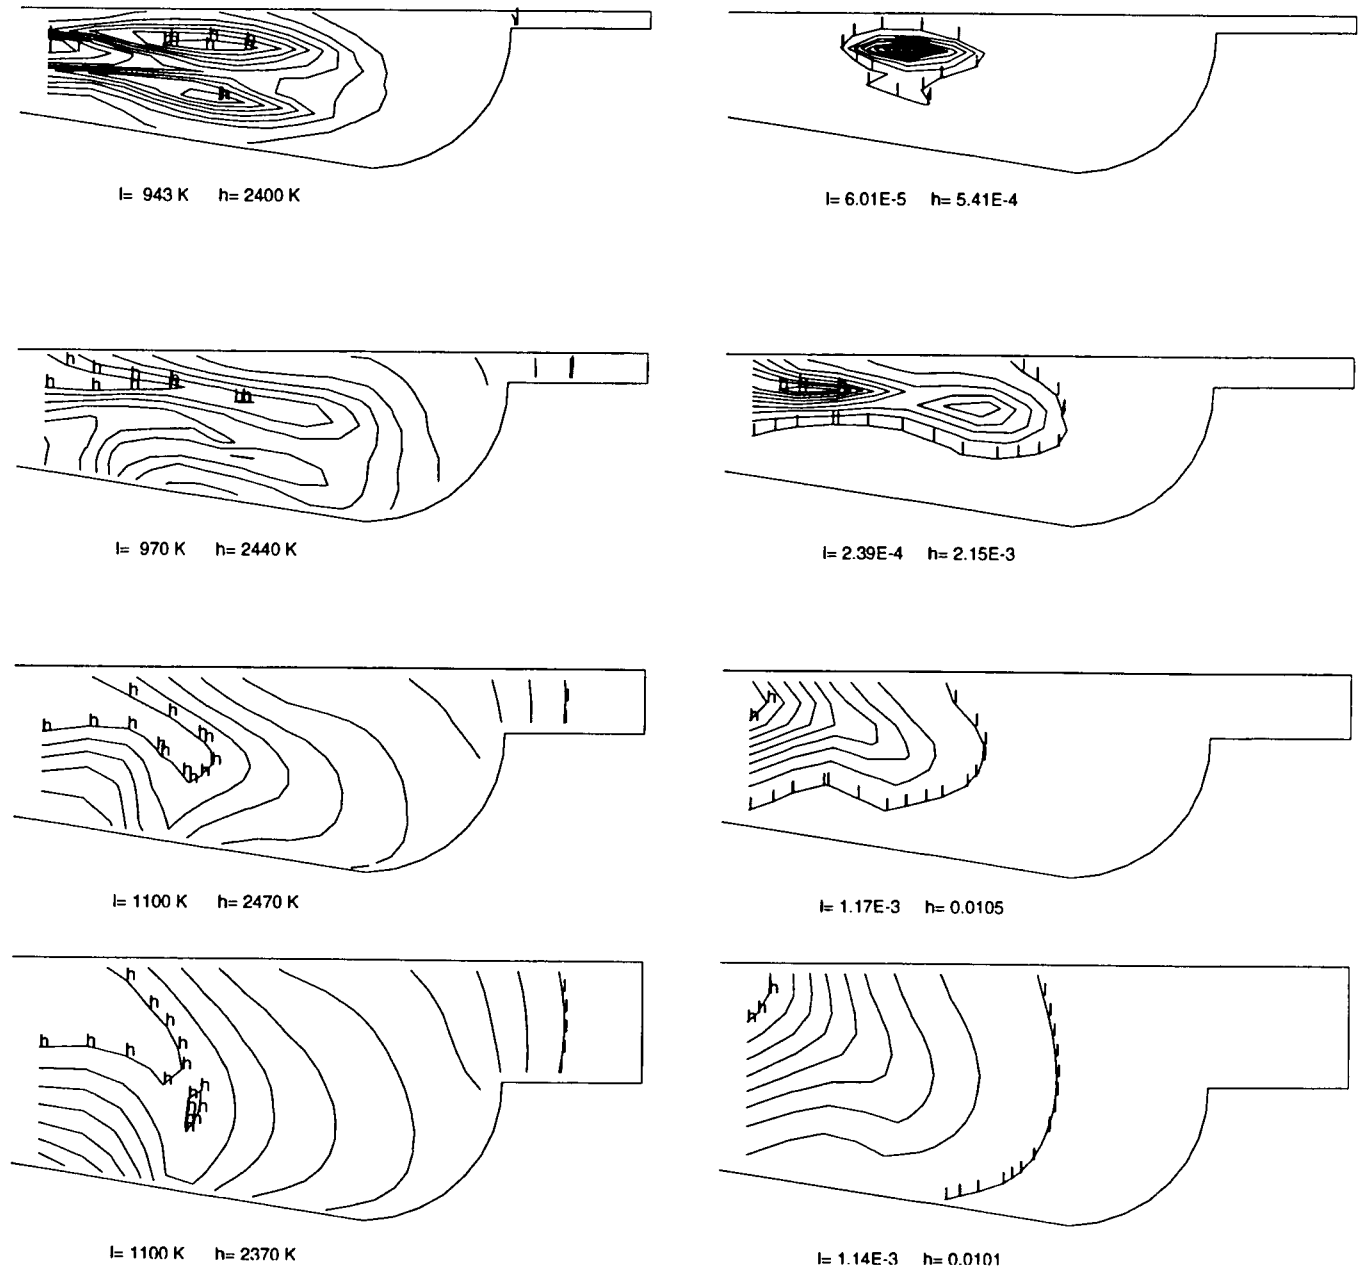 l= 943 K h= 2400 K
l= 6.01E-5 h= 5.41E-4
l= 970 K h= 2440 K
l= 2.39E-4 h= 2.15E-3
l= 1100 K h= 2470 K
l= 1.17E-3 h= 0.0105
l= 1100 K h= 2370 K
l= 1.14E-3 h= 0.0101